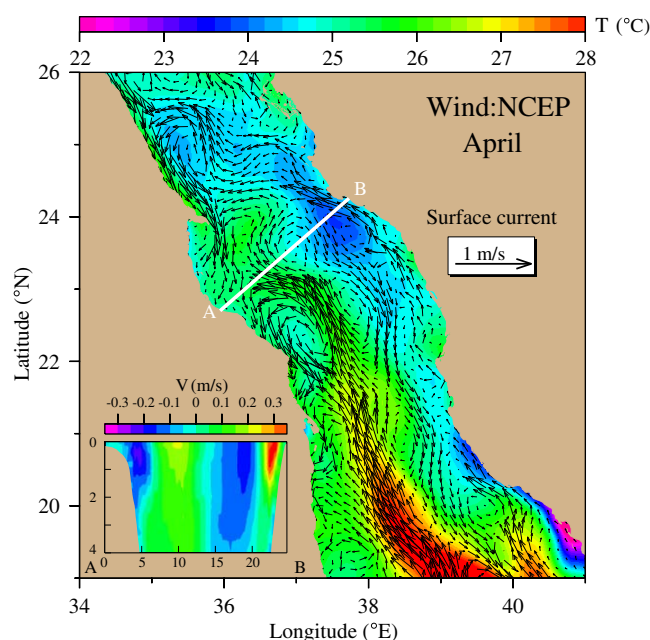 T (°C)
22 23 24 25 26 27 28
26
24
22
20
Latitude (°N)
Wind:NCEP
April
Surface current
1 m/s
B
A
V (m/s)
-0.3 -0.2 -0.1 0 0.1 0.2 0.3
0
1
2
3
4
A 0 5 10 15 20 B
34 36 38 40
Longitude (°E)